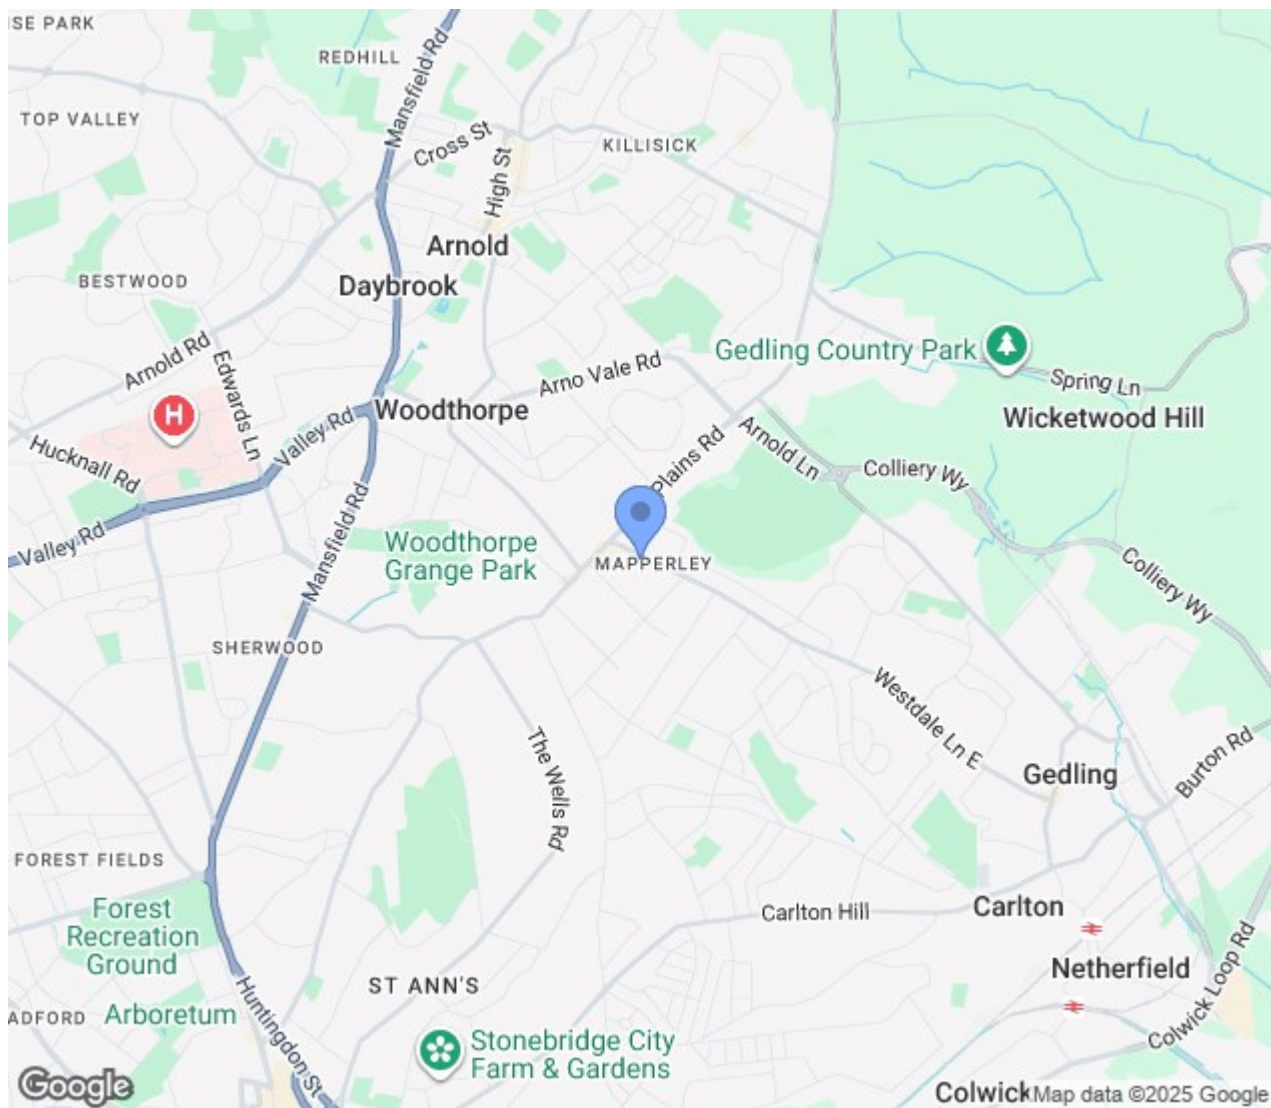 ISE PARK
REDHILL
Mansfield Rd
TOP VALLEY
Cross St
KILLISICK
High St
Arnold
BESTWOOD
Daybrook
Arnold Rd
Edwards Ln
Arno Vale Rd
Gedling Country Park
Spring Ln
H
Woodthorpe
Wicketwood Hill
Valley Rd
Hucknall Rd
Plains Rd
Arnold Ln
Colliery Wy
Valley Rd
Mansfield Rd
Woodthorpe
Grange Park
MAPPERLEY
Colliery Wy
SHERWOOD
Westdale Ln E
The Wells Rd
Gedling
Burton Rd
FOREST FIELDS
Forest
Recreation
Ground
Carlton Hill
Carlton
Netherfield
Colwick Loop Rd
ST ANN'S
ADFORD
Arboretum
Huntingdon St
Stonebridge City
Farm & Gardens
Colwick
Google
Map data ©2025 Google